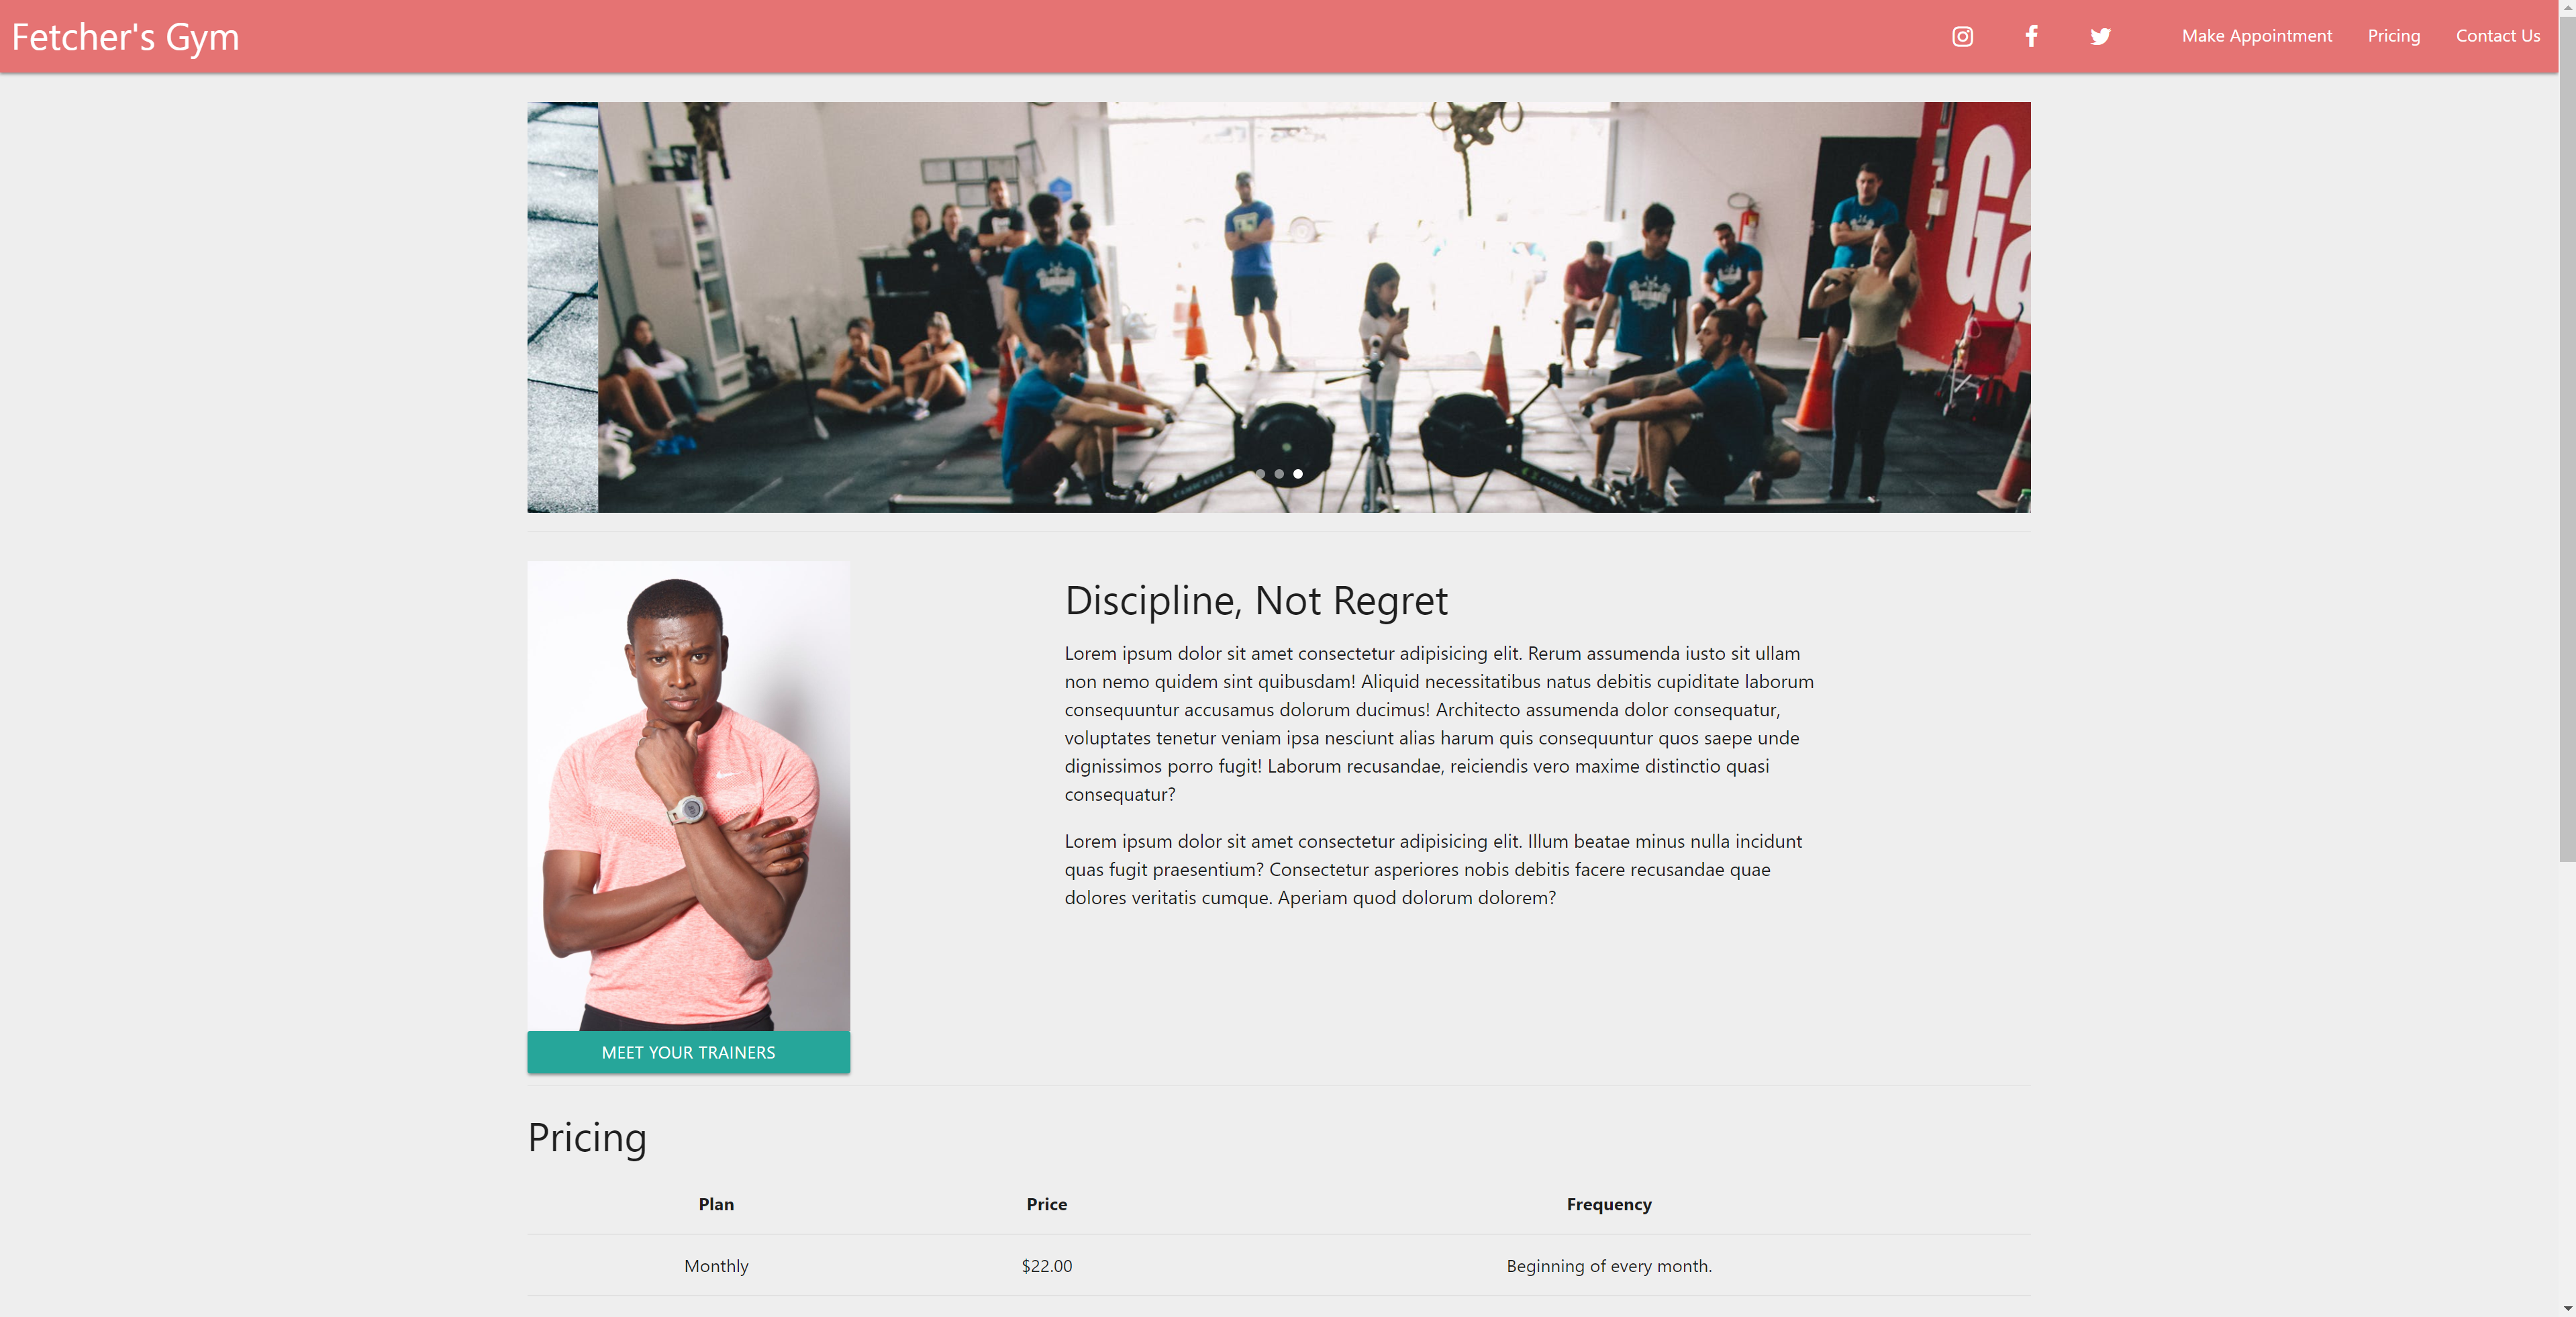 Fetcher's Gym
Make Appointment
Pricing
Contact Us
Ga
Discipline, Not Regret
Lorem ipsum dolor sit amet consectetur adipisicing elit. Rerum assumenda iusto sit ullam
non nemo quidem sint quibusdam! Aliquid necessitatibus natus debitis cupiditate laborum
consequuntur accusamus dolorum ducimus! Architecto assumenda dolor consequatur,
voluptates tenetur veniam ipsa nesciunt alias harum quis consequuntur quos saepe unde
dignissimos porro fugit! Laborum recusandae, reiciendis vero maxime distinctio quasi
consequatur?
Lorem ipsum dolor sit amet consectetur adipisicing elit. Illum beatae minus nulla incidunt
quas fugit praesentium? Consectetur asperiores nobis debitis facere recusandae quae
dolores veritatis cumque. Aperiam quod dolorum dolorem?
MEET YOUR TRAINERS
Pricing
Plan Price Frequency
Monthly $22.00 Beginning of every month.